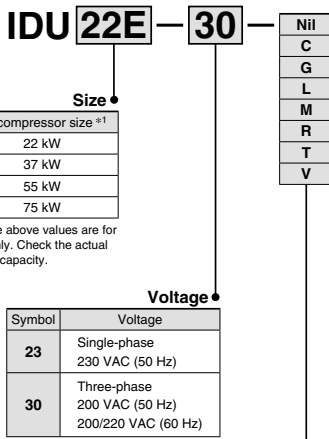 IDU 22E — 30 —
Nil
C
G
L
M
R
T
V
Size
compressor size *1
22 kW
37 kW
55 kW
75 kW
above values are for
Check the actual
capacity.
Voltage
Symbol Voltage
23 Single-phase
230 VAC (50 Hz)
30 Three-phase
200 VAC (50 Hz)
200/220 VAC (60 Hz)